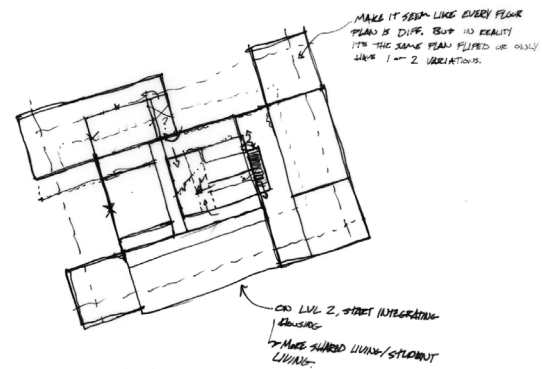 MAKE IT SEEM LIKE EVERY FLOOR
PLAN IS DIFF. BUT IN REALITY
ITS THE SAME PLAN FLIPED OR ONLY
HAVE 1 OR 2 VARIATIONS.
ON LVL 2, START INTEGRATING
HOUSING
MORE SHARED LIVING/STUDENT
LIVING.